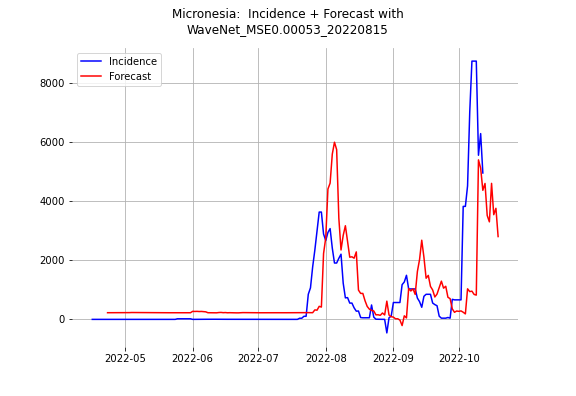 Micronesia:  Incidence + Forecast with
WaveNet_MSE0.00053_20220815
Incidence
Forecast
8000
6000
4000
2000
0
2022-05 2022-06 2022-07 2022-08 2022-09 2022-10